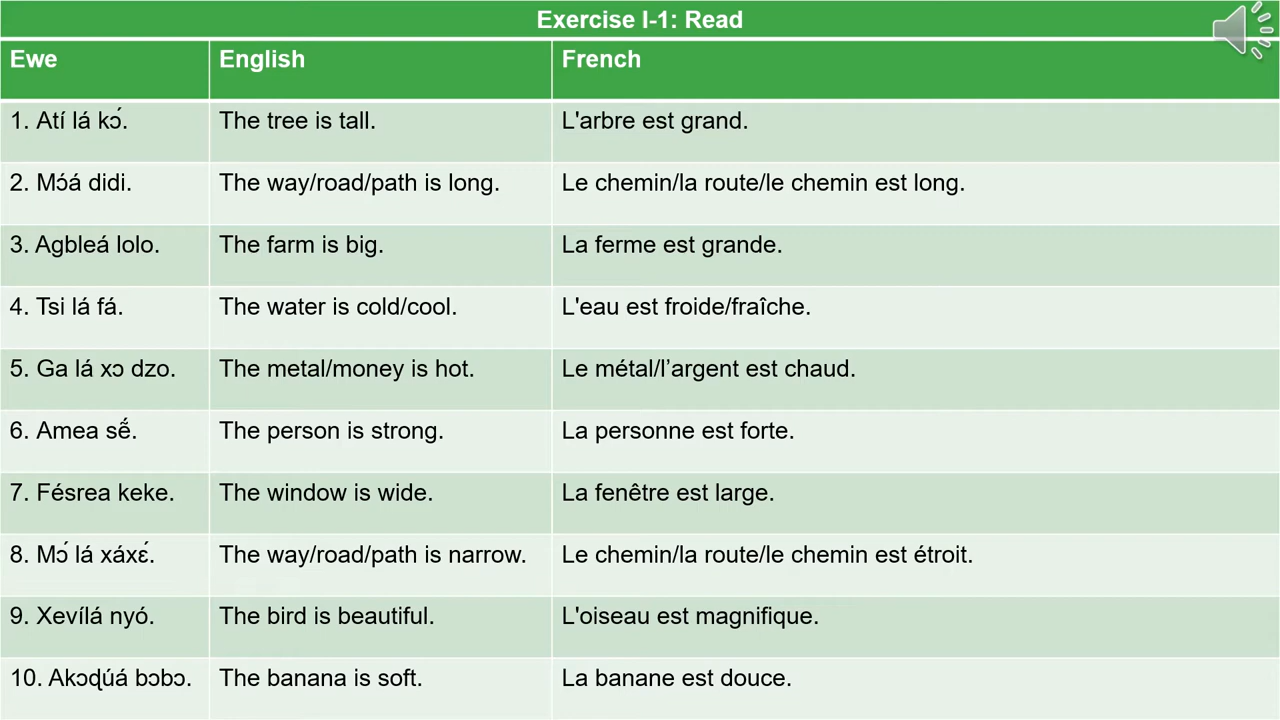 Exercise I-1: Read
Ewe English French
1. Atí lá kɔ́. The tree is tall. L'arbre est grand.
2. Mɔ́á didi. The way/road/path is long. Le chemin/la route/le chemin est long.
3. Agbleá lolo. The farm is big. La ferme est grande.
4. Tsi lá fá. The water is cold/cool. L'eau est froide/fraîche.
5. Ga lá xɔ dzo. The metal/money is hot. Le métal/l’argent est chaud.
6. Amea sẽ́. The person is strong. La personne est forte.
7. Fésrea keke. The window is wide. La fenêtre est large.
8. Mɔ́ lá xáxɛ́. The way/road/path is narrow. Le chemin/la route/le chemin est étroit.
9. Xevílá nyó. The bird is beautiful. L'oiseau est magnifique.
10. Akɔɖúá bɔbɔ. The banana is soft. La banane est douce.